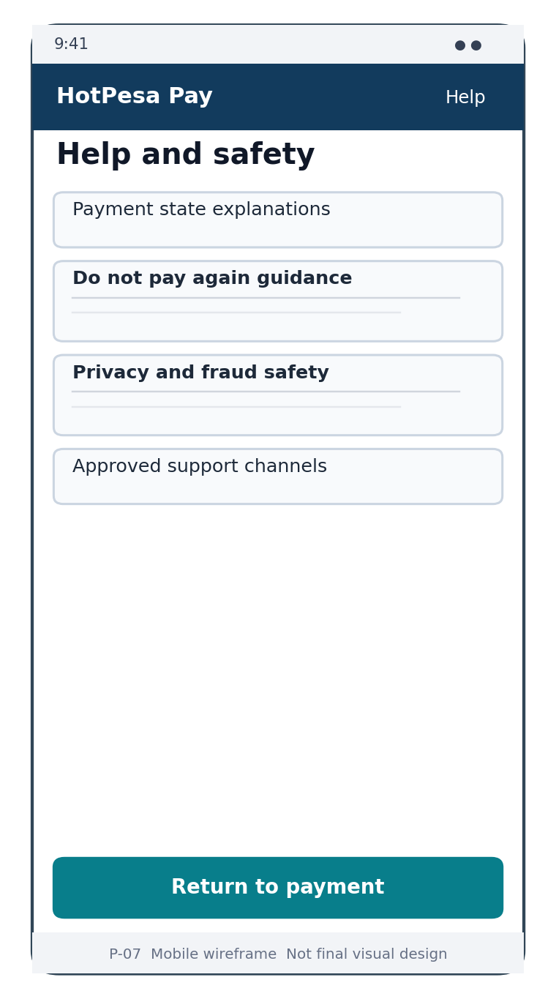 9:41
HotPesa Pay Help
Help and safety
Payment state explanations
Do not pay again guidance
Privacy and fraud safety
Approved support channels
Return to payment
P-07 Mobile wireframe Not final visual design